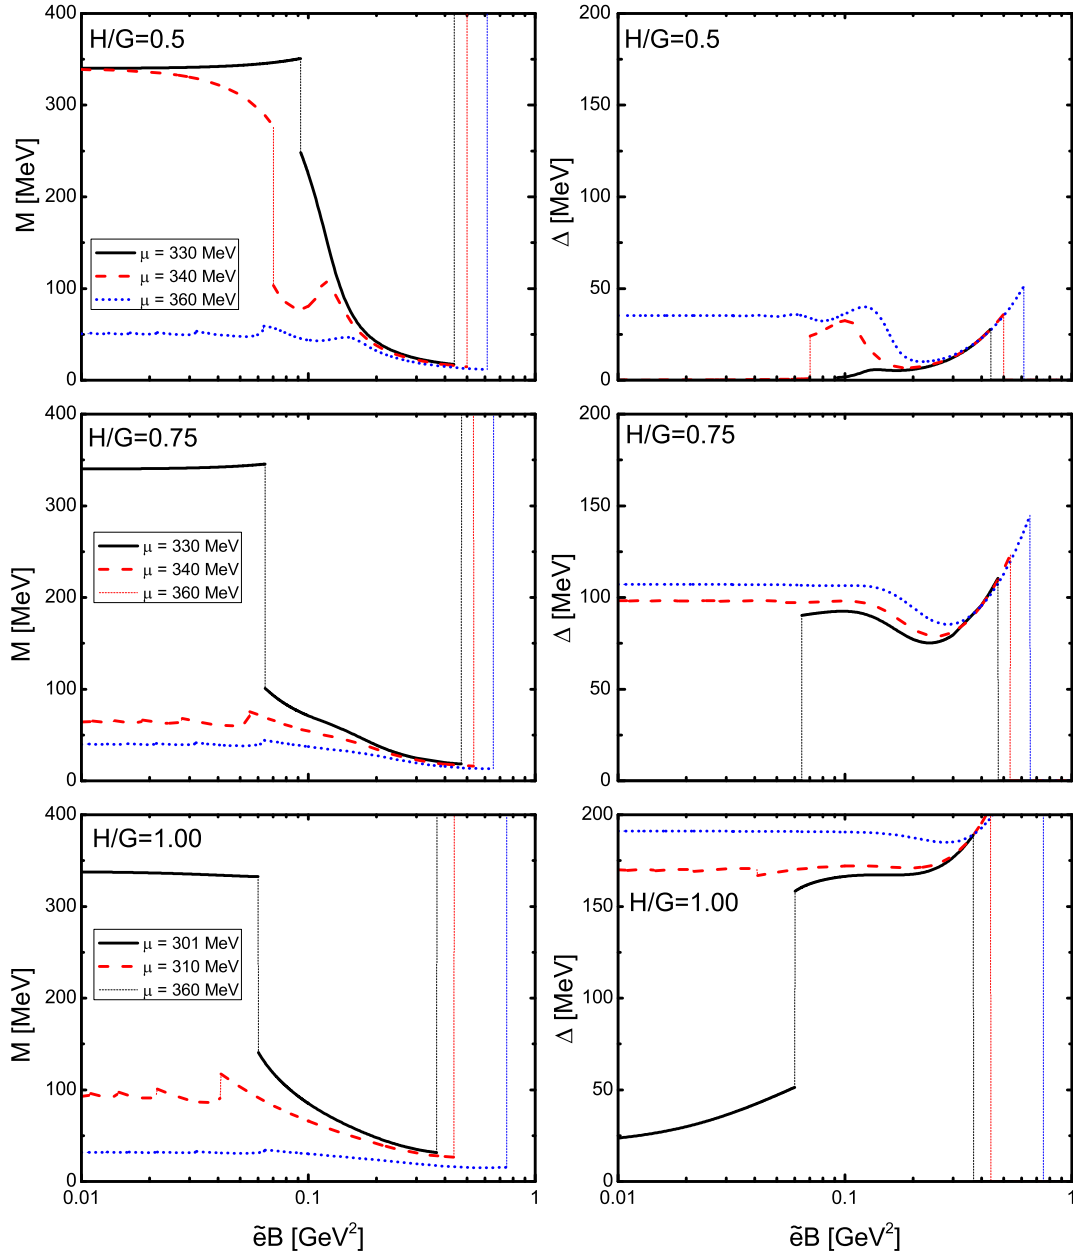 H/G=0.5
400
300
200
100
0
M [MeV]
μ = 330 MeV
μ = 340 MeV
μ = 360 MeV
H/G=0.5
200
150
100
50
0
Δ [MeV]
H/G=0.75
400
300
200
100
0
M [MeV]
μ = 330 MeV
μ = 340 MeV
μ = 360 MeV
H/G=0.75
200
150
100
50
0
Δ [MeV]
H/G=1.00
400
300
200
100
0
M [MeV]
μ = 301 MeV
μ = 310 MeV
μ = 360 MeV
0.01 0.1 1
ẽB [GeV²]
H/G=1.00
200
150
100
50
0
Δ [MeV]
0.01 0.1 1
ẽB [GeV²]